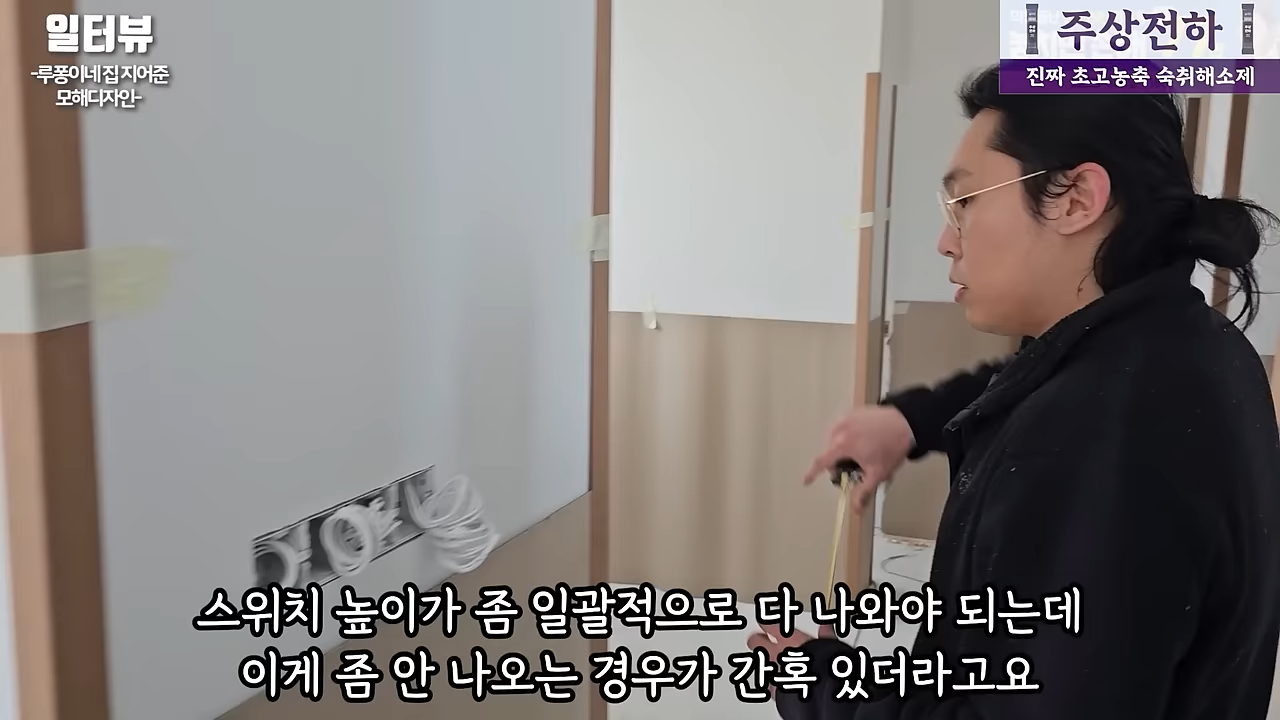 일터뷰
-루퐁이네 집 지어준
모해디자인-
주상전하
진짜 초고농축 숙취해소제
스위치 높이가 좀 일괄적으로 다 나와야 되는데
이게 좀 안 나오는 경우가 간혹 있더라고요